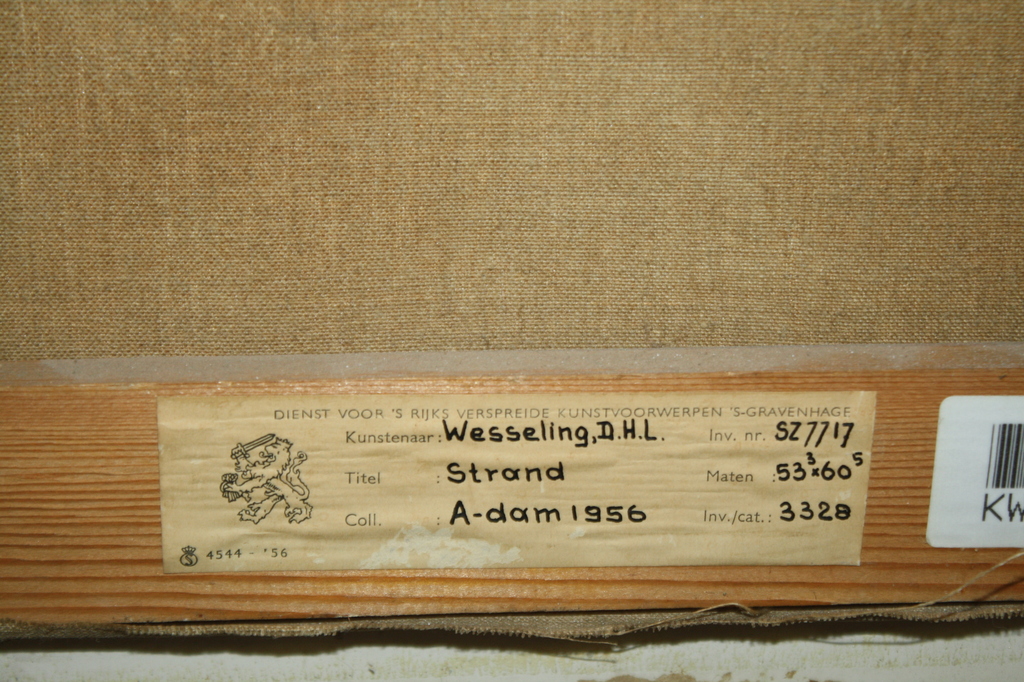 DIENST VOOR 'S RIJKS VERSPREIDE KUNSTVOORWERPEN 'S-GRAVENHAGE
Kunstenaar: Wesseling, D.H.L. Inv. nr. SZ7717
Titel : Strand Maten : 53³x60⁵
Coll. : A-dam 1956 Inv./cat.: 3328
4544 - '56
KW